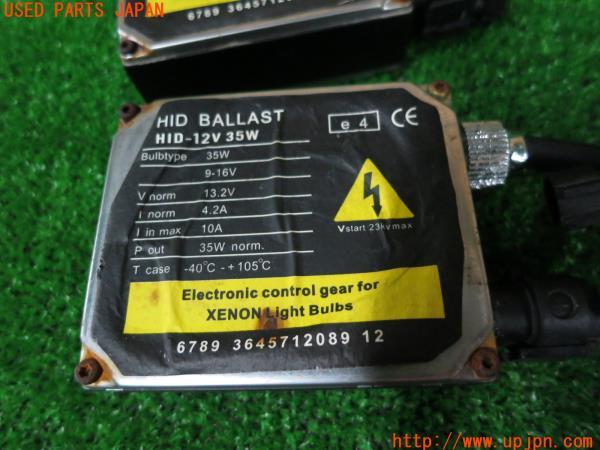 USED PARTS JAPAN
6789 3645712089
HID BALLAST
HID-12V 35W
e 4 CE
Bulbtype 35W
9-16V
V norm 13.2V
I norm 4.2A
I in max 10A
P out 35W norm.
T case -40℃ - +105℃
Vstart 23kvmax
Electronic control gear for
XENON Light Bulbs
6789 3645712089 12
http://www.upjpn.com/